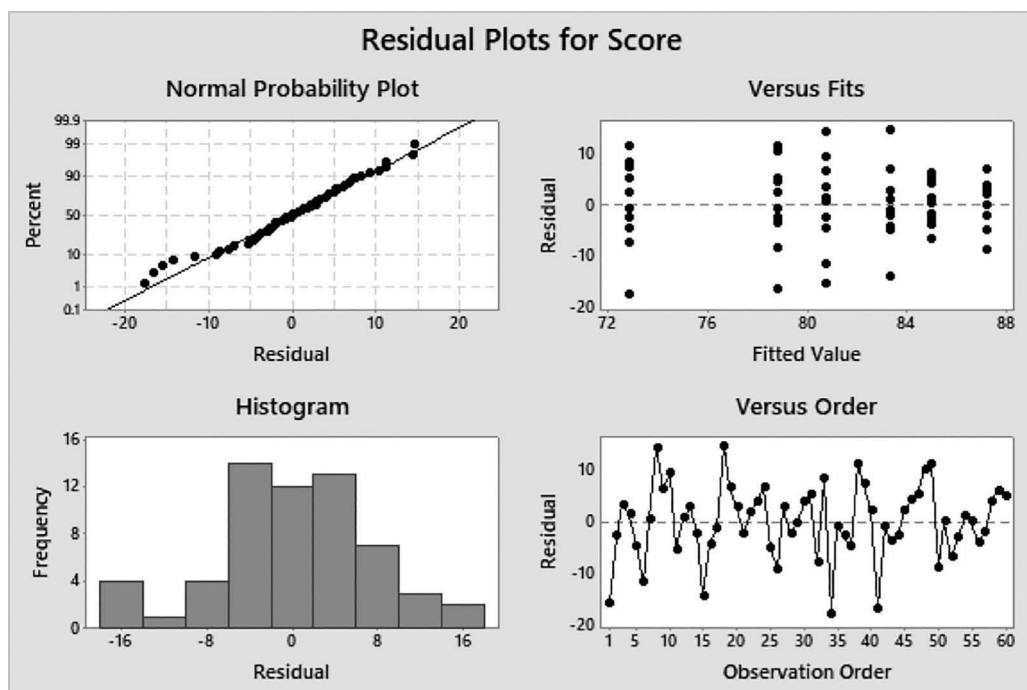 Residual Plots for Score
Normal Probability Plot
Percent
99.9
99
90
50
10
1
0.1
-20 -10 0 10 20
Residual
Versus Fits
Residual
10
0
-10
-20
72 76 80 84 88
Fitted Value
Histogram
Frequency
16
12
8
4
0
-16 -8 0 8 16
Residual
Versus Order
Residual
10
0
-10
-20
1 5 10 15 20 25 30 35 40 45 50 55 60
Observation Order